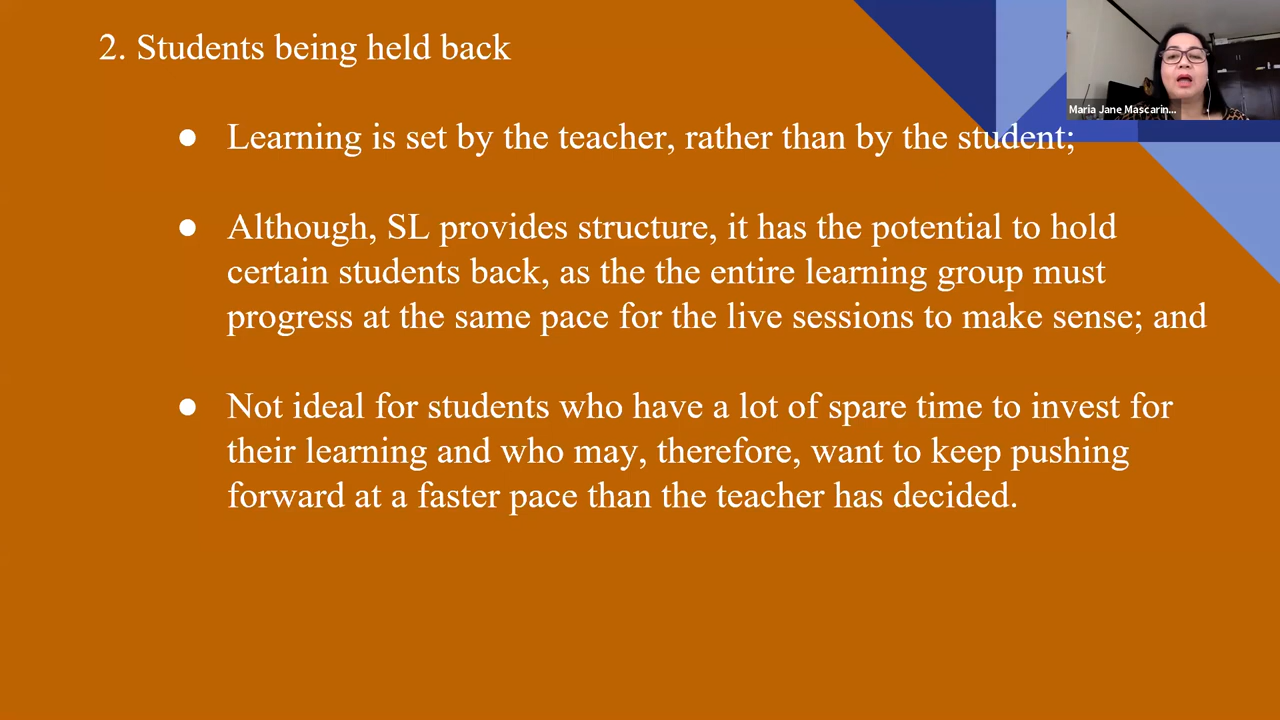 2. Students being held back
Maria Jane Mascarin...
● Learning is set by the teacher, rather than by the student;
● Although, SL provides structure, it has the potential to hold
certain students back, as the the entire learning group must
progress at the same pace for the live sessions to make sense; and
● Not ideal for students who have a lot of spare time to invest for
their learning and who may, therefore, want to keep pushing
forward at a faster pace than the teacher has decided.